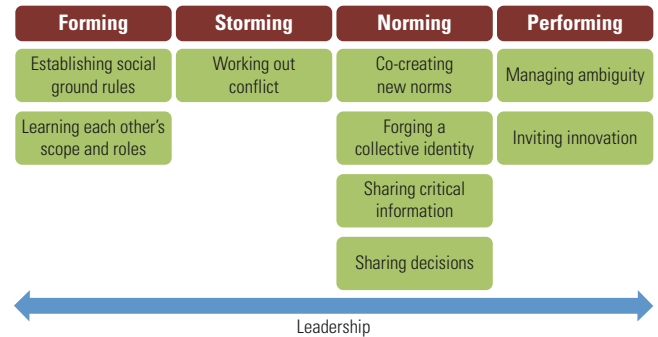 Forming
Storming
Norming
Performing
Establishing social
ground rules
Working out
conflict
Co-creating
new norms
Managing ambiguity
Learning each other’s
scope and roles
Forging a
collective identity
Inviting innovation
Sharing critical
information
Sharing decisions
Leadership